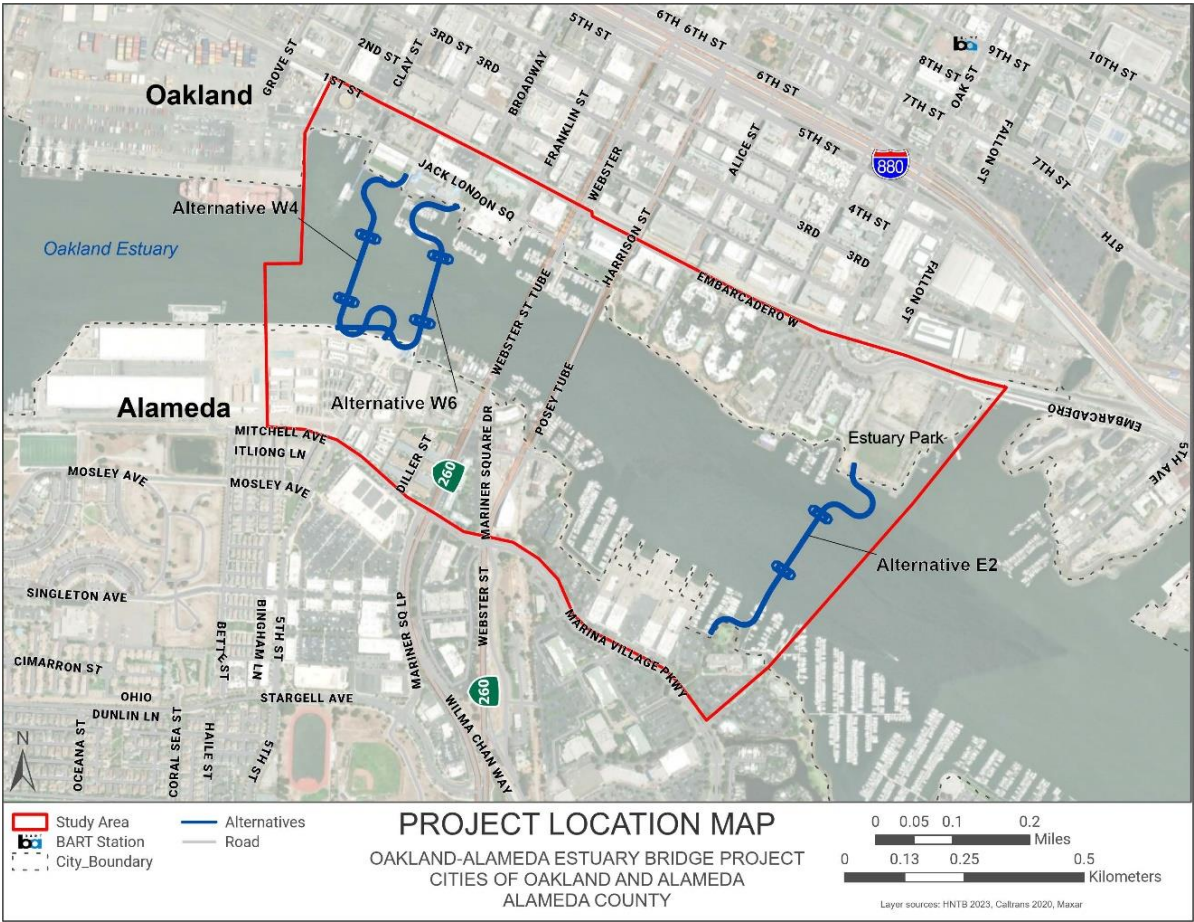 5TH ST
6TH 6TH ST
GROVE ST
2ND ST
CLAY ST
3RD ST
3RD
BROADWAY
6TH ST
8TH ST
OAK ST
9TH ST
10TH ST
Oakland
1ST ST
FRANKLIN ST
WEBSTER
ALICE ST
5TH ST
880
7TH ST
FALLON ST
7TH ST
8TH
JACK LONDON SQ
Alternative W4
HARRISON ST
4TH ST
3RD
3RD
FALLON ST
Oakland Estuary
WEBSTER ST TUBE
EMBARCADERO W
POSEY TUBE
Alternative W6
Alameda
EMBARCADERO
5TH AVE
MITCHELL AVE
ITLIONG LN
MOSLEY AVE
MOSLEY AVE
DILLER ST
260
MARINER SQUARE DR
Estuary Park
Alternative E2
SINGLETON AVE
BETTE ST
BINGHAM LN
5TH ST
MARINER SQ LP
WEBSTER ST
MARINA VILLAGE PKWY
CIMARRON ST
OHIO
DUNLIN LN
STARGELL AVE
260
WILMA CHAN WAY
OCEANA ST
CORAL SEA ST
HAILE ST
5TH ST
N
Study Area
BART Station
City_Boundary
Alternatives
Road
PROJECT LOCATION MAP
OAKLAND-ALAMEDA ESTUARY BRIDGE PROJECT
CITIES OF OAKLAND AND ALAMEDA
ALAMEDA COUNTY
0 0.05 0.1 0.2
Miles
0 0.13 0.25 0.5
Kilometers
Layer sources: HNTB 2023, Caltrans 2020, Maxar